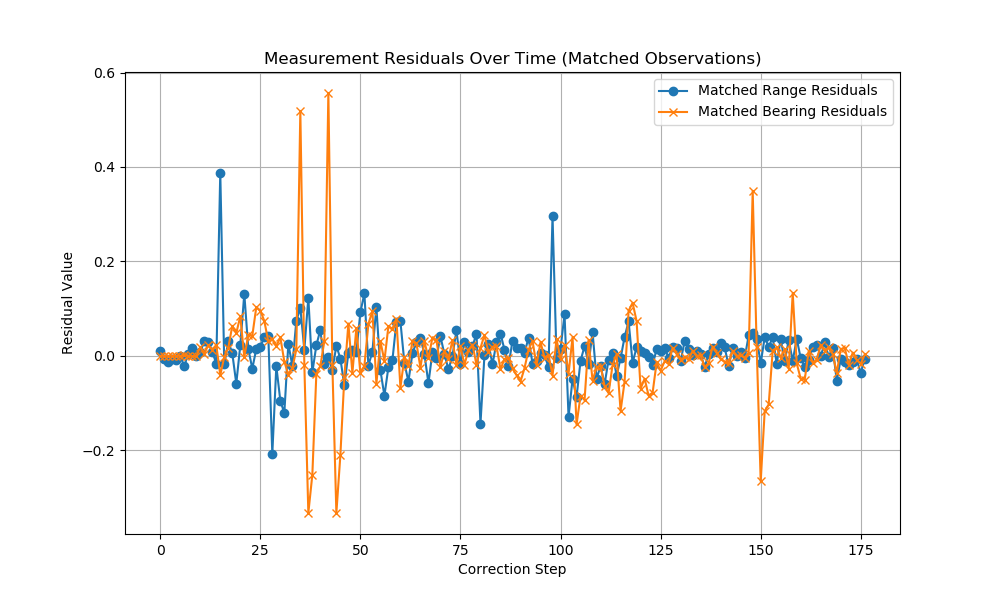 Measurement Residuals Over Time (Matched Observations)
Matched Range Residuals
Matched Bearing Residuals
Residual Value
0.6
0.4
0.2
0.0
−0.2
0 25 50 75 100 125 150 175
Correction Step